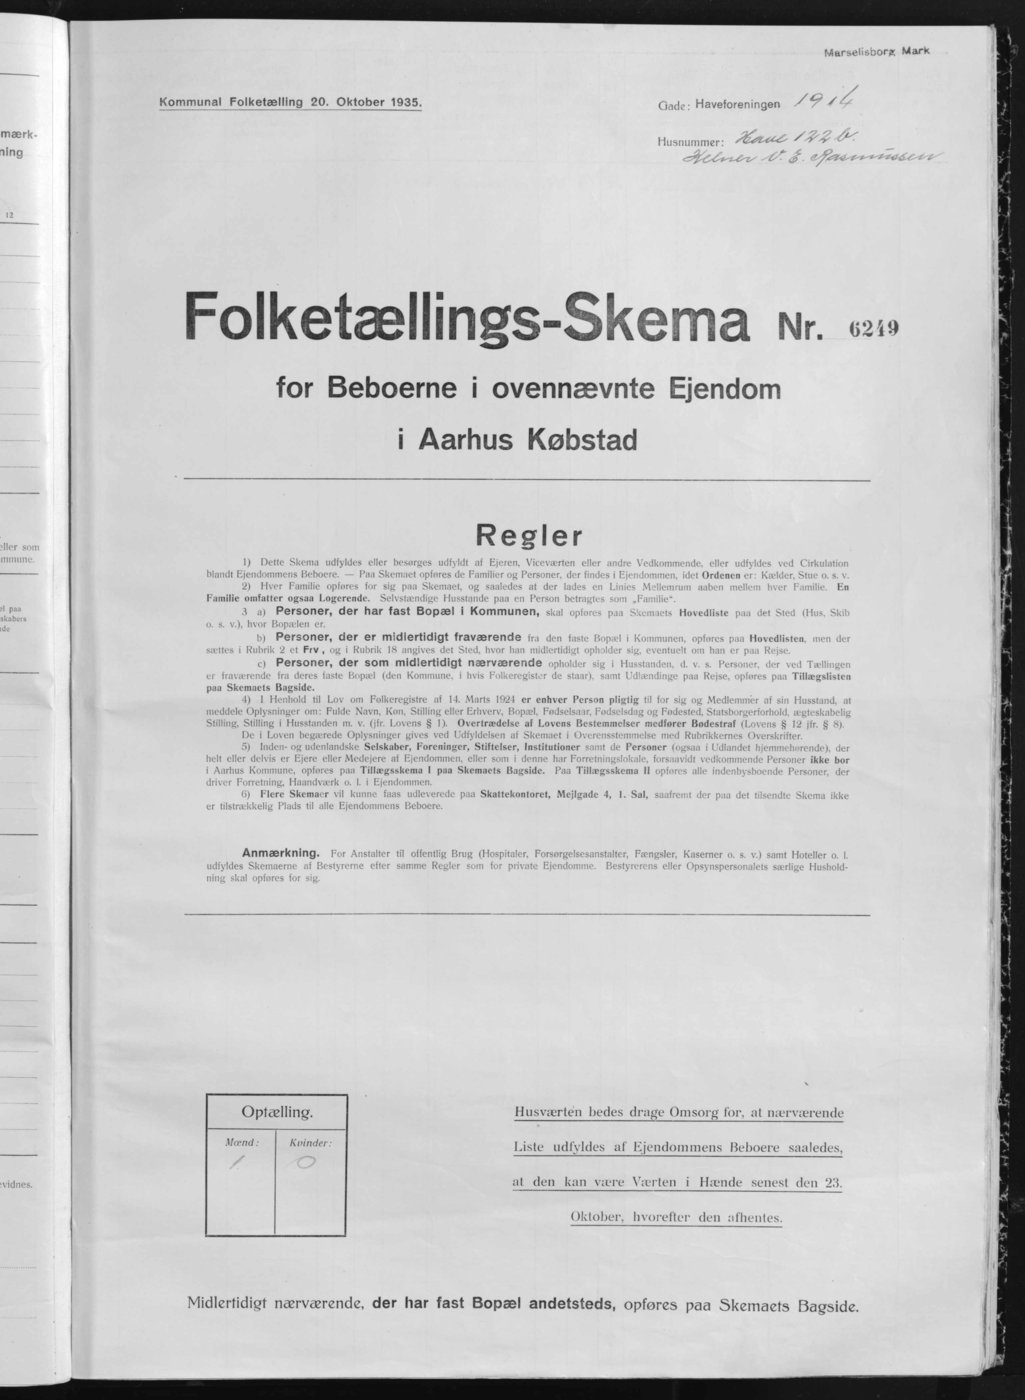 mærk-
ning
12
eller som
mmune.
el paa
skabers
nde
evidnes.
Marselisborg Mark
Kommunal Folketælling 20. Oktober 1935.
Gade: Haveforeningen 1914
Husnummer: Have 122 b.
Kelner V. E. Rasmussen
Folketællings-Skema Nr. 6249
for Beboerne i ovennævnte Ejendom
i Aarhus Købstad
Regler
1) Dette Skema udfyldes eller besørges udfyldt af Ejeren, Viceværten eller andre Vedkommende, eller udfyldes ved Cirkulation
blandt Ejendommens Beboere. — Paa Skemaet opføres de Familier og Personer, der findes i Ejendommen, idet Ordenen er: Kælder, Stue o. s. v.
2) Hver Familie opføres for sig paa Skemaet, og saaledes at der lades en Linies Mellemrum aaben mellem hver Familie. En
Familie omfatter ogsaa Logerende. Selvstændige Husstande paa en Person betragtes som „Familie“.
3 a) Personer, der har fast Bopæl i Kommunen, skal opføres paa Skemaets Hovedliste paa det Sted (Hus, Skib
o. s. v.), hvor Bopælen er.
b) Personer, der er midlertidigt fraværende fra den faste Bopæl i Kommunen, opføres paa Hovedlisten, men der
sættes i Rubrik 2 et Frv., og i Rubrik 18 angives det Sted, hvor han midlertidigt opholder sig, eventuelt om han er paa Rejse.
c) Personer, der som midlertidigt nærværende opholder sig i Husstanden, d. v. s. Personer, der ved Tællingen
er fraværende fra deres faste Bopæl (den Kommune, i hvis Folkeregister de staar), samt Udlændinge paa Rejse, opføres paa Tillægslisten
paa Skemaets Bagside.
4) I Henhold til Lov om Folkeregistre af 14. Marts 1924 er enhver Person pligtig til for sig og Medlemmer af sin Husstand, at
meddele Oplysninger om: Fulde Navn, Køn, Stilling eller Erhverv, Bopæl, Fødselsaar, Fødselsdag og Fødested, Statsborgerforhold, ægteskabelig
Stilling, Stilling i Husstanden m. v. (jfr. Lovens § 1). Overtrædelse af Lovens Bestemmelser medfører Bødestraf (Lovens § 12 jfr. § 8).
De i Loven begærede Oplysninger gives ved Udfyldelsen af Skemaet i Overensstemmelse med Rubrikkernes Overskrifter.
5) Inden- og udenlandske Selskaber, Foreninger, Stiftelser, Institutioner samt de Personer (ogsaa i Udlandet hjemmehørende), der
helt eller delvis er Ejere eller Medejere af Ejendommen, eller som i denne har Forretningslokale, forsaavidt vedkommende Personer ikke bor
i Aarhus Kommune, opføres paa Tillægsskema I paa Skemaets Bagside. Paa Tillægsskema II opføres alle indenbysboende Personer, der
driver Forretning, Haandværk o. l. i Ejendommen.
6) Flere Skemaer vil kunne faas udleverede paa Skattekontoret, Mejlgade 4, 1. Sal, saafremt der paa det tilsendte Skema ikke
er tilstrækkelig Plads til alle Ejendommens Beboere.
Anmærkning. For Anstalter til offentlig Brug (Hospitaler, Forsørgelsesanstalter, Fængsler, Kaserner o. s. v.) samt Hoteller o. l.
udfyldes Skemaerne af Bestyrerne efter samme Regler som for private Ejendomme. Bestyrerens eller Opsynspersonalets særlige Hushold-
ning skal opføres for sig.
Optælling.
Mænd: Kvinder:
1 0
Husværten bedes drage Omsorg for, at nærværende
Liste udfyldes af Ejendommens Beboere saaledes,
at den kan være Værten i Hænde senest den 23.
Oktober, hvorefter den afhentes.
Midlertidigt nærværende, der har fast Bopæl andetsteds, opføres paa Skemaets Bagside.